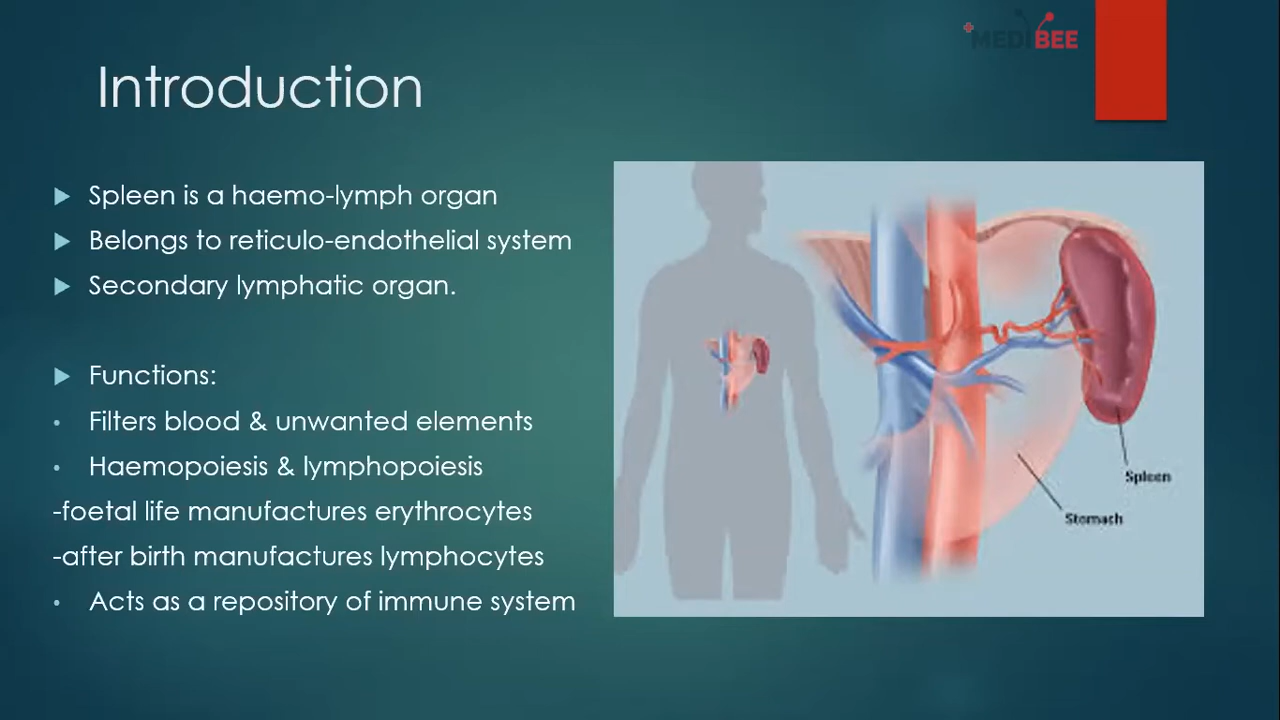 MEDIBEE
Introduction
Spleen is a haemo-lymph organ
Belongs to reticulo-endothelial system
Secondary lymphatic organ.
Functions:
Filters blood & unwanted elements
Haemopoiesis & lymphopoiesis
-foetal life manufactures erythrocytes
-after birth manufactures lymphocytes
Acts as a repository of immune system
Spleen
Stomach